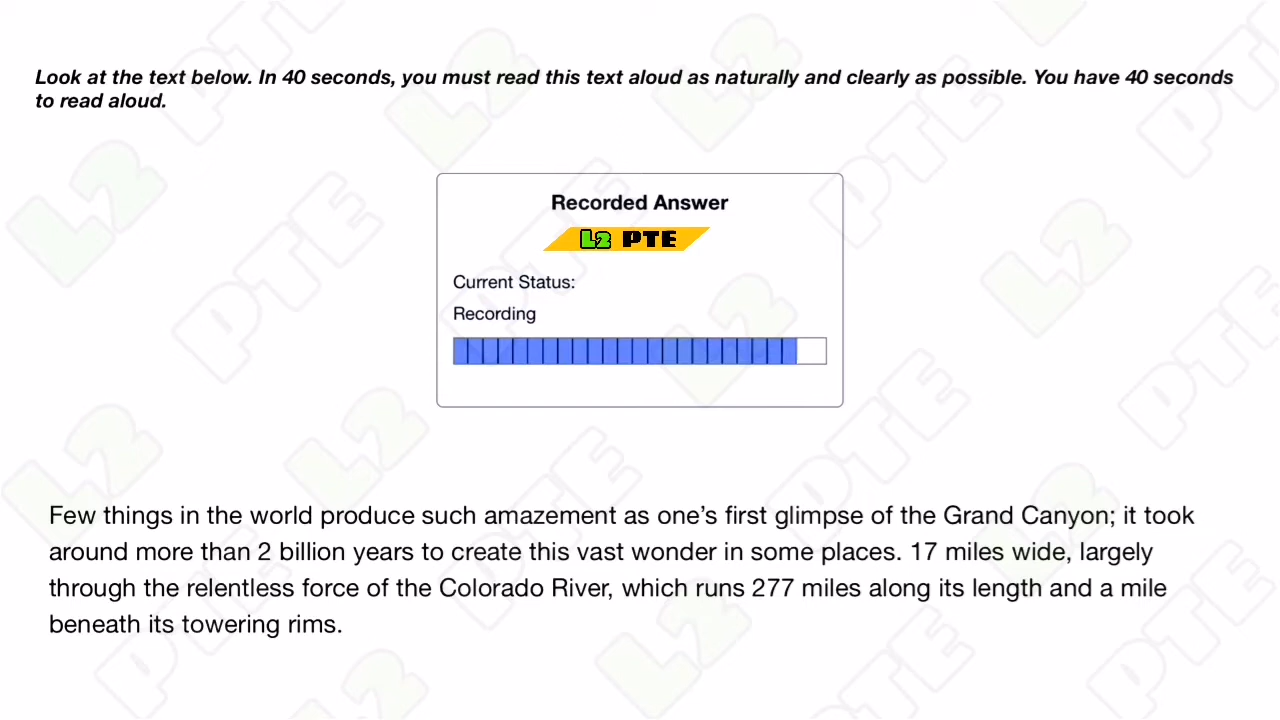 Look at the text below. In 40 seconds, you must read this text aloud as naturally and clearly as possible. You have 40 seconds
to read aloud.
Recorded Answer
L2 PTE
Current Status:
Recording
Few things in the world produce such amazement as one’s first glimpse of the Grand Canyon; it took
around more than 2 billion years to create this vast wonder in some places. 17 miles wide, largely
through the relentless force of the Colorado River, which runs 277 miles along its length and a mile
beneath its towering rims.